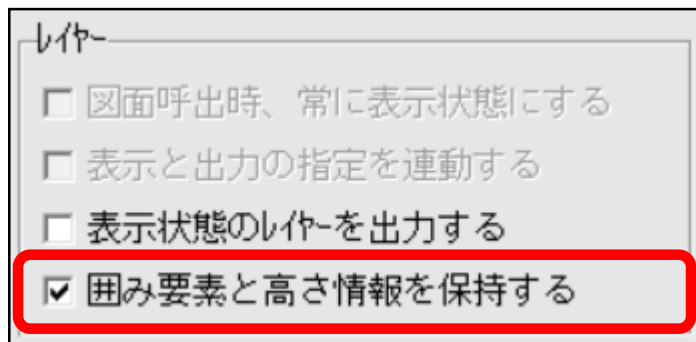 ﾚｲﾔｰ
図面呼出時、常に表示状態にする
表示と出力の指定を連動する
表示状態のﾚｲﾔｰを出力する
囲み要素と高さ情報を保持する